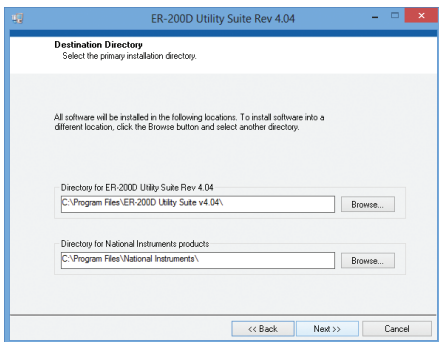 ER-200D Utility Suite Rev 4.04
Destination Directory
Select the primary installation directory.
All software will be installed in the following locations. To install software into a
different location, click the Browse button and select another directory.
Directory for ER-200D Utility Suite Rev 4.04
C:\Program Files\ER-200D Utility Suite v4.04\
Browse...
Directory for National Instruments products
C:\Program Files\National Instruments\
Browse...
<< Back
Next >>
Cancel